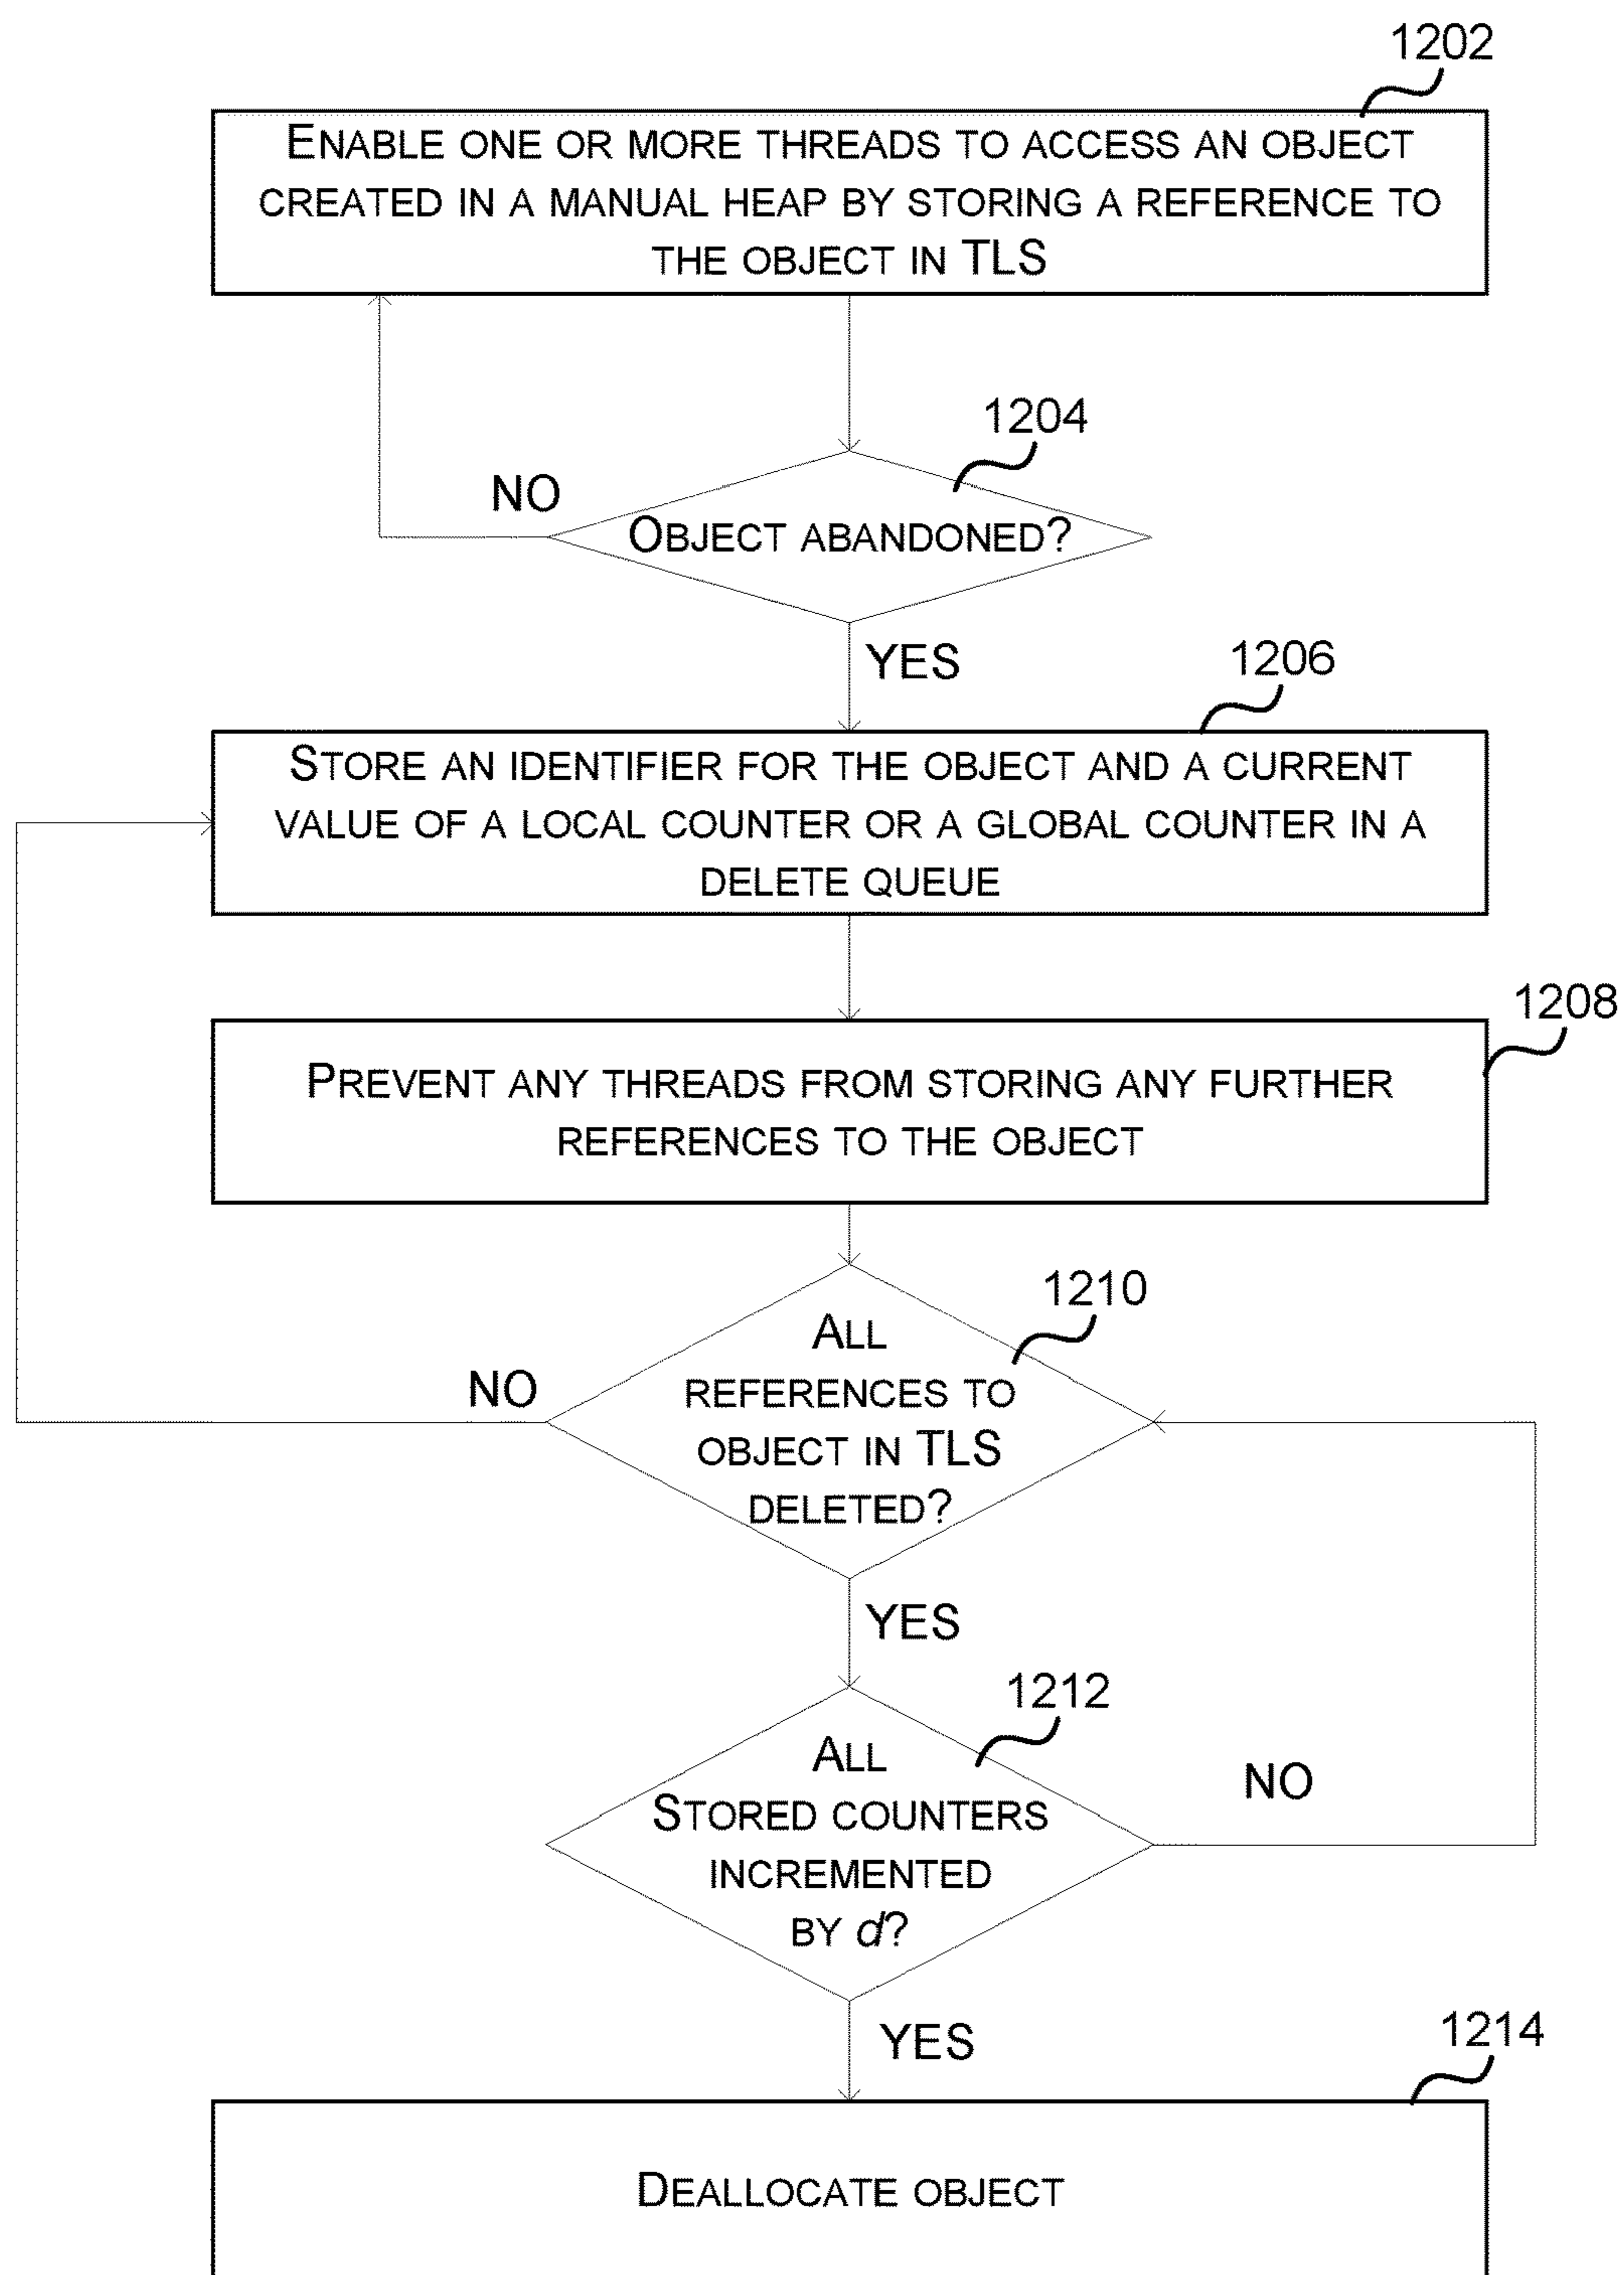 1202
ENABLE ONE OR MORE THREADS TO ACCESS AN OBJECT
CREATED IN A MANUAL HEAP BY STORING A REFERENCE TO
THE OBJECT IN TLS
1204
NO
OBJECT ABANDONED?
YES
1206
STORE AN IDENTIFIER FOR THE OBJECT AND A CURRENT
VALUE OF A LOCAL COUNTER OR A GLOBAL COUNTER IN A
DELETE QUEUE
1208
PREVENT ANY THREADS FROM STORING ANY FURTHER
REFERENCES TO THE OBJECT
1210
NO
ALL
REFERENCES TO
OBJECT IN TLS
DELETED?
YES
1212
ALL
STORED COUNTERS
INCREMENTED
BY d?
NO
YES
1214
DEALLOCATE OBJECT